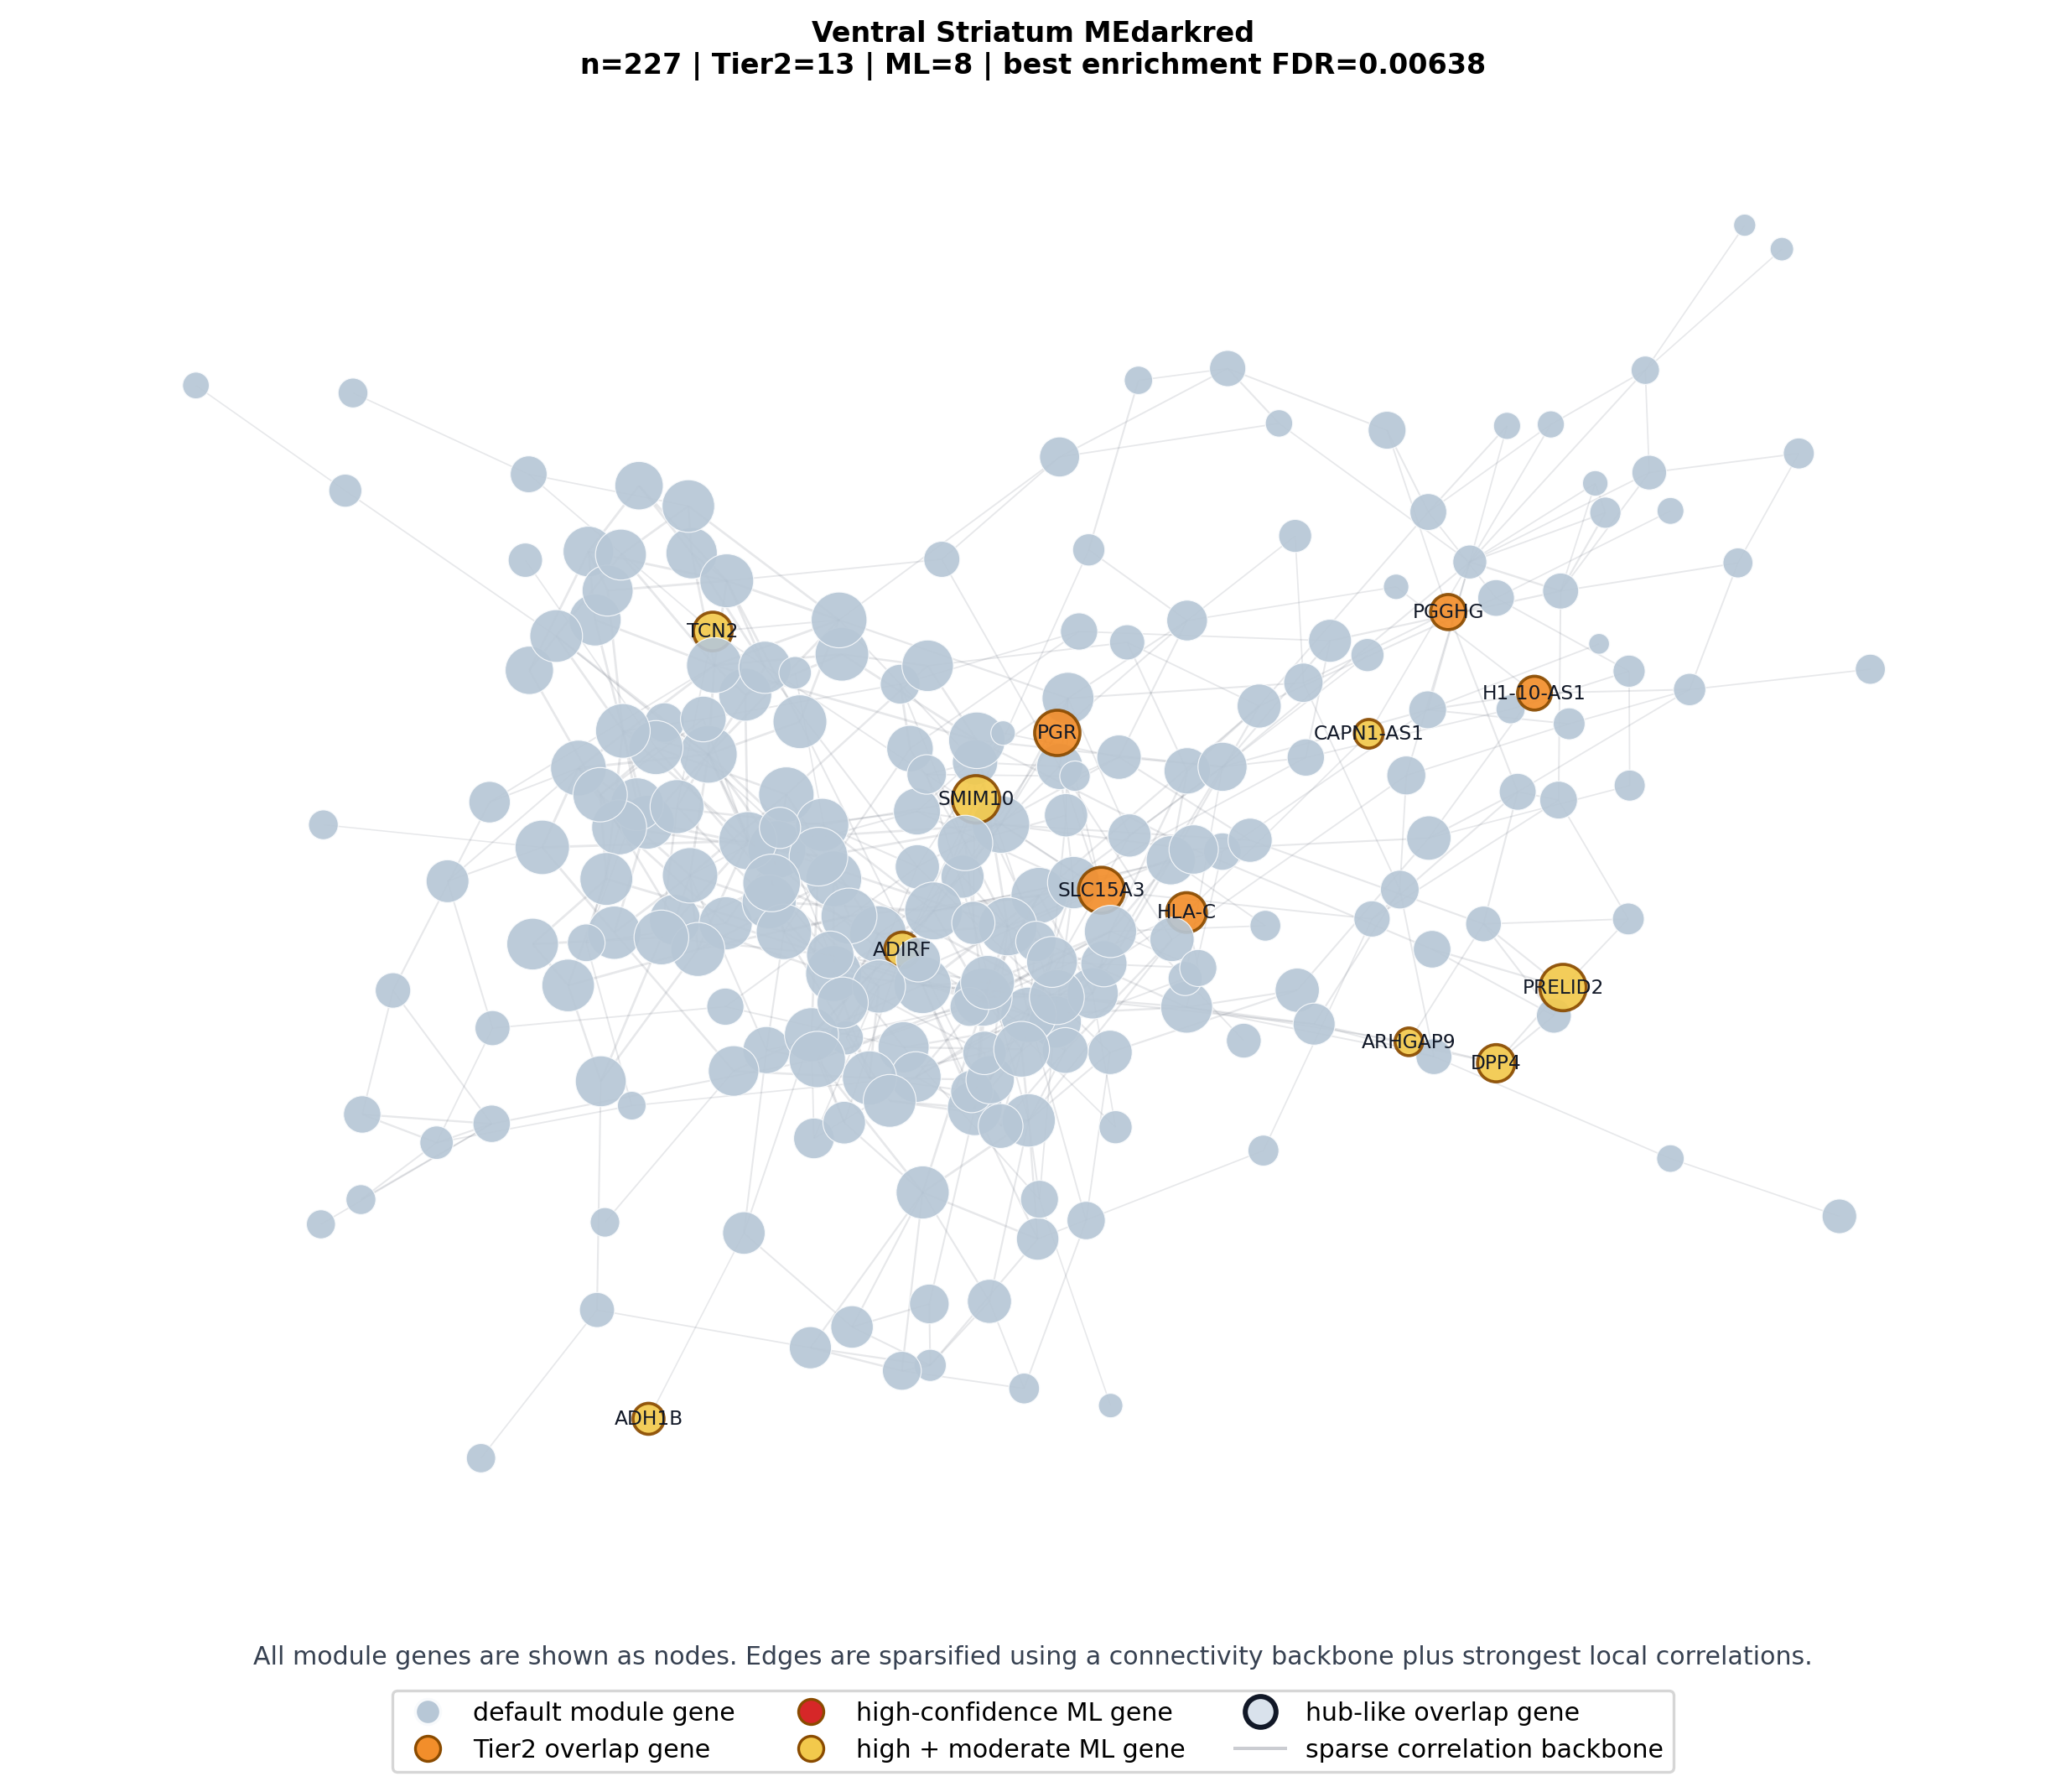 Ventral Striatum MEdarkred
n=227 | Tier2=13 | ML=8 | best enrichment FDR=0.00638
PGGHG
TCN2
H1-10-AS1
PGR
CAPN1-AS1
SMIM10
SLC15A3
HLA-C
ADIRF
PRELID2
ARHGAP9
DPP4
ADH1B
All module genes are shown as nodes. Edges are sparsified using a connectivity backbone plus strongest local correlations.
default module gene
Tier2 overlap gene
high-confidence ML gene
high + moderate ML gene
hub-like overlap gene
sparse correlation backbone